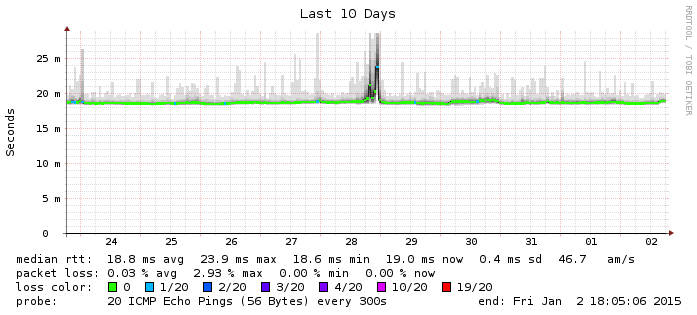 Last 10 Days
RRDTOOL / TOBI OETIKER
Seconds
25 m
20 m
15 m
10 m
5 m
0
24 25 26 27 28 29 30 31 01 02
median rtt: 18.8 ms avg 23.9 ms max 18.6 ms min 19.0 ms now 0.4 ms sd 46.7 am/s
packet loss: 0.03 % avg 2.93 % max 0.00 % min 0.00 % now
loss color: 0 1/20 2/20 3/20 4/20 10/20 19/20
probe: 20 ICMP Echo Pings (56 Bytes) every 300s end: Fri Jan 2 18:05:06 2015